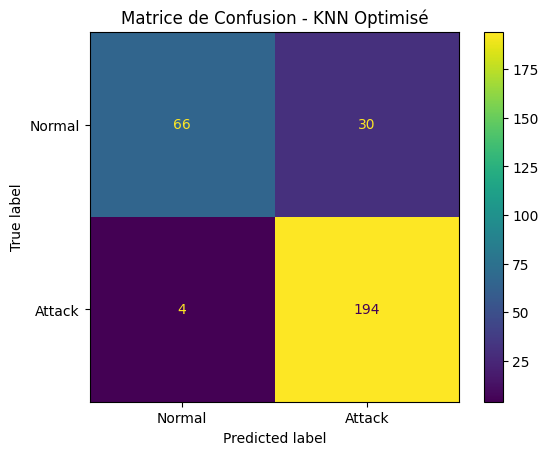 Matrice de Confusion - KNN Optimisé
Normal
Attack
True label
66
30
4
194
Normal
Attack
Predicted label
175
150
125
100
75
50
25